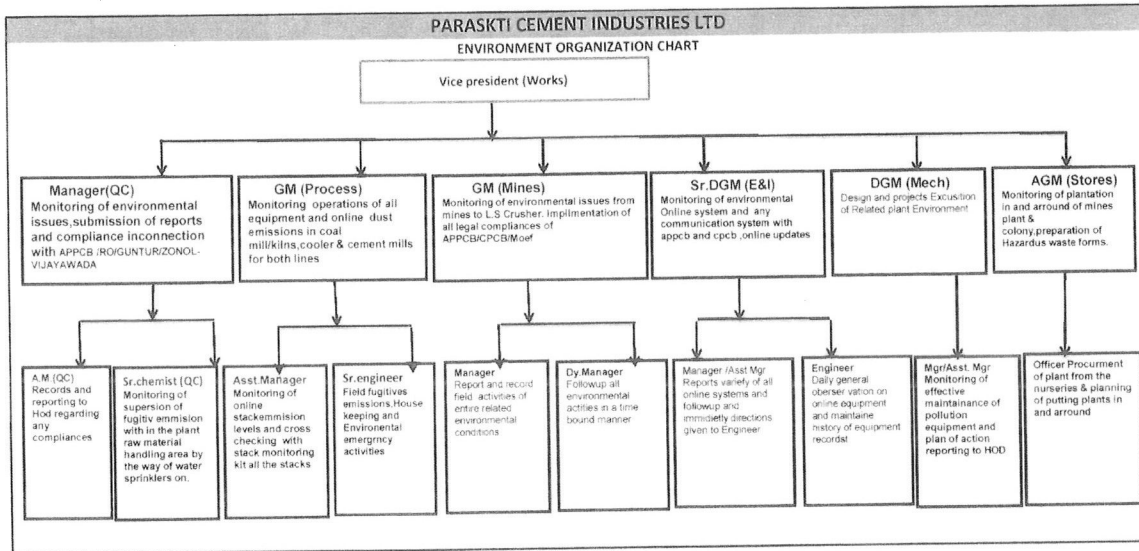 PARASKTI CEMENT INDUSTRIES LTD
ENVIRONMENT ORGANIZATION CHART
Vice president (Works)
Manager(QC)
Monitoring of environmental
issues,submission of reports
and compliance inconnection
with APPCB /RO/GUNTUR/ZONOL-
VIJAYAWADA
GM (Process)
Monitoring operations of all
equipment and online dust
emissions in coal
mill/kilns,cooler & cement mills
for both lines
GM (Mines)
Monitoring of environmental issues from
mines to L.S Crusher. implimentation of
all legal compliances of
APPCB/CPCB/Moef
Sr.DGM (E&I)
Monitoring of environmental
Online system and any
communication system with
appcb and cpcb ,online updates
DGM (Mech)
Design and projects Excusition
of Related plant Environment
AGM (Stores)
Monitoring of plantation
in and arround of mines
plant &
colony,preparation of
Hazardus waste forms.
A.M.(QC)
Records and
reporting to
Hod regarding
any
compliances
Sr.chemist (QC)
Monitoring of
supersion of
fugitiv emmision
with in the plant
raw material
handling area by
the way of water
sprinklers on.
Asst.Manager
Monitoring of
online
stackemmision
levels and cross
checking with
stack monitoring
kit all the stacks
Sr.engineer
Field fugitives
emissions,House
keeping and
Environental
emergrncy
activities
Manager
Report and record
field activities of
entire related
environmental
conditions
Dy.Manager
Followup all
environmental
actities in a time
bound manner
Manager /Asst Mgr
Reports variety of all
online systems and
followup and
immidietly directions
given to Engineer
Engineer
Daily general
oberser vation on
online equipment
and maintaine
history of equipment
recordst
Mgr/Asst. Mgr
Monitoring of
effective
maintainance of
pollution
equipment and
plan of action
reporting to HOD
Officer Procurment
of plant from the
nurseries & planning
of putting plants in
and arround